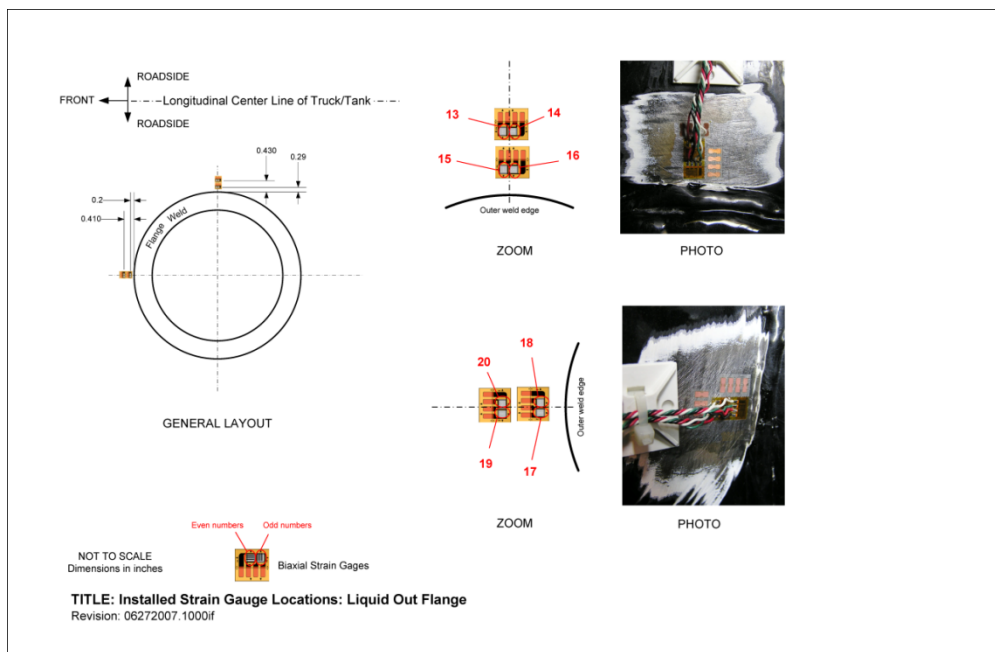 ROADSIDE
FRONT
Longitudinal Center Line of Truck/Tank
ROADSIDE
0.430
0.29
0.2
0.410
Flange Weld
GENERAL LAYOUT
13
14
15
16
Outer weld edge
ZOOM
PHOTO
18
20
Outer weld edge
19
17
ZOOM
PHOTO
Even numbers
Odd numbers
NOT TO SCALE
Dimensions in inches
Biaxial Strain Gages
TITLE: Installed Strain Gauge Locations: Liquid Out Flange
Revision: 06272007.1000if